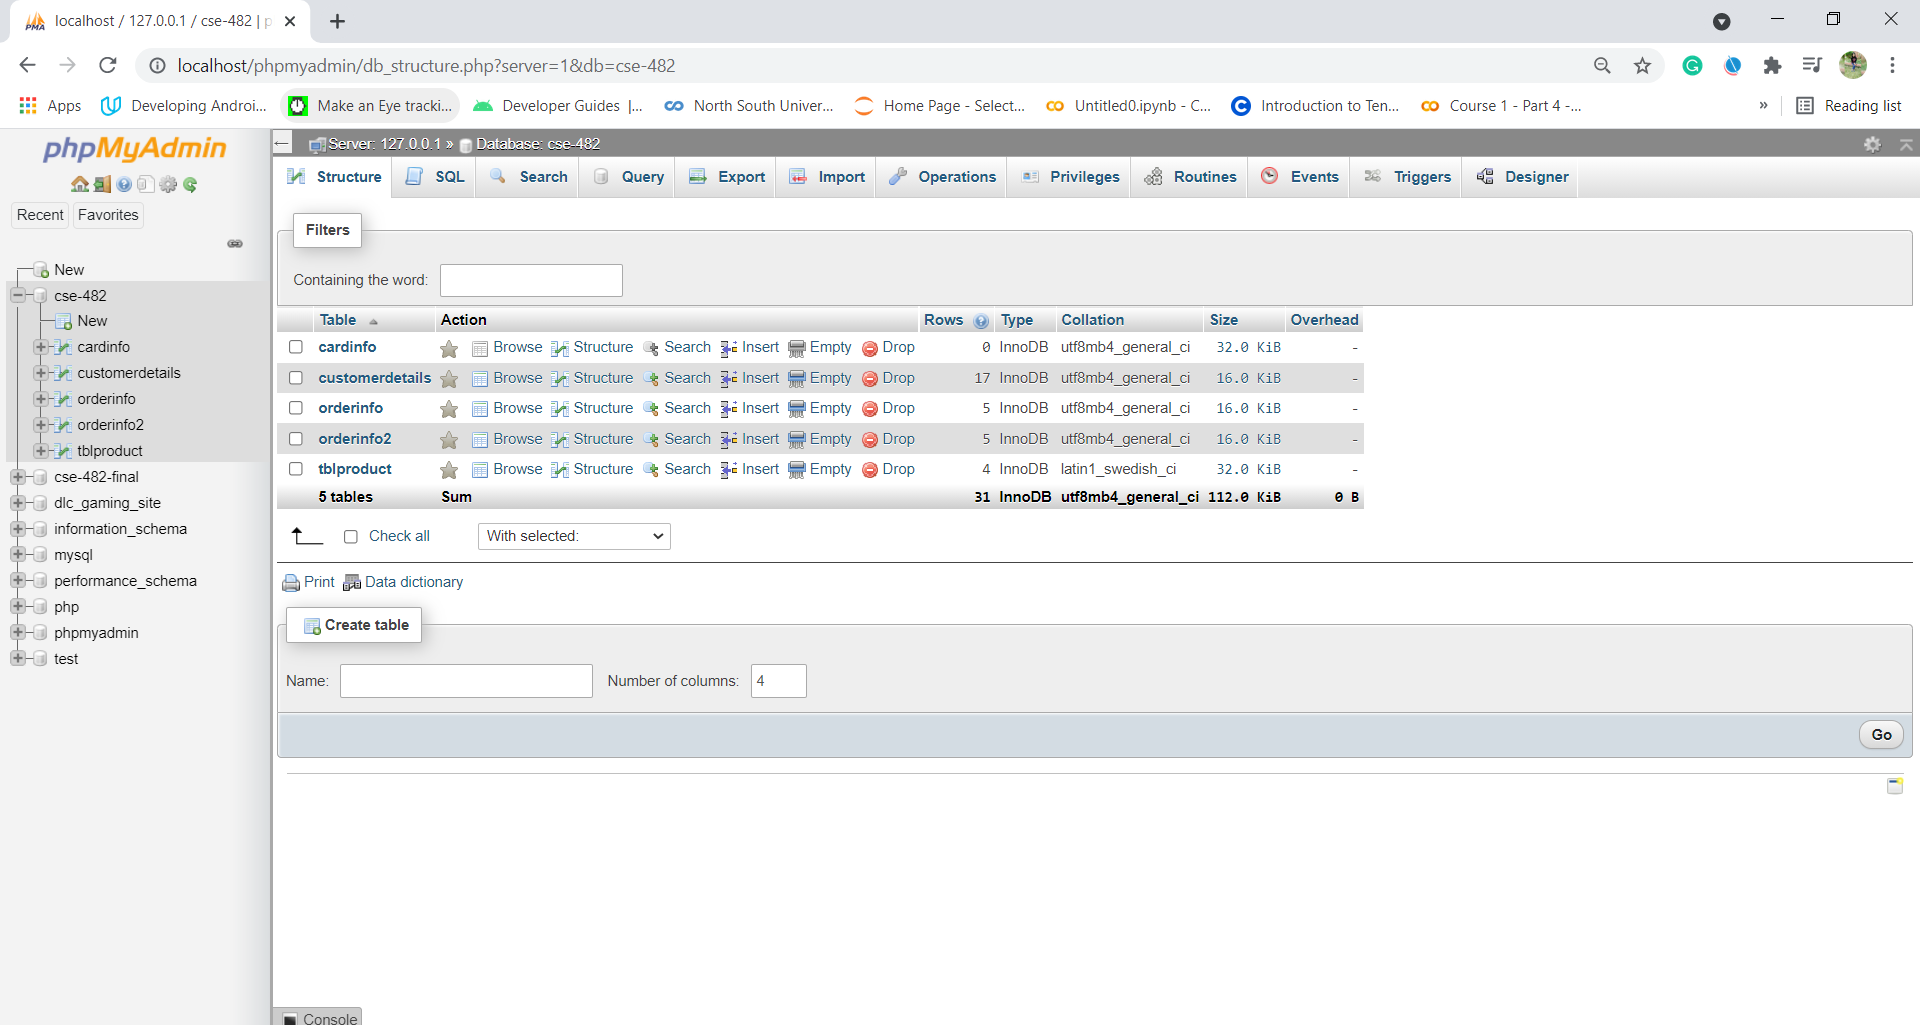 localhost / 127.0.0.1 / cse-482 | p
localhost/phpmyadmin/db_structure.php?server=1&db=cse-482
Apps Developing Androi... Make an Eye tracki... Developer Guides |... North South Univer... Home Page - Select... Untitled0.ipynb - C... Introduction to Ten... Course 1 - Part 4 -... » Reading list
phpMyAdmin
Recent Favorites
New
cse-482
New
cardinfo
customerdetails
orderinfo
orderinfo2
tblproduct
cse-482-final
dlc_gaming_site
information_schema
mysql
performance_schema
php
phpmyadmin
test
Server: 127.0.0.1 » Database: cse-482
Structure SQL Search Query Export Import Operations Privileges Routines Events Triggers Designer
Filters
Containing the word:
Table Action Rows Type Collation Size Overhead
cardinfo Browse Structure Search Insert Empty Drop 0 InnoDB utf8mb4_general_ci 32.0 KiB -
customerdetails Browse Structure Search Insert Empty Drop 17 InnoDB utf8mb4_general_ci 16.0 KiB -
orderinfo Browse Structure Search Insert Empty Drop 5 InnoDB utf8mb4_general_ci 16.0 KiB -
orderinfo2 Browse Structure Search Insert Empty Drop 5 InnoDB utf8mb4_general_ci 16.0 KiB -
tblproduct Browse Structure Search Insert Empty Drop 4 InnoDB latin1_swedish_ci 32.0 KiB -
5 tables Sum 31 InnoDB utf8mb4_general_ci 112.0 KiB 0 B
Check all With selected:
Print Data dictionary
Create table
Name: Number of columns: 4
Go
Console